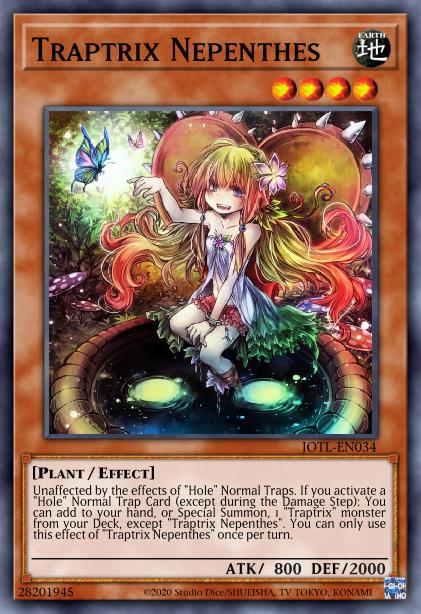 Traptrix Nepenthes
EARTH
地
JOTL-EN034
[Plant / Effect]
Unaffected by the effects of "Hole" Normal Traps. If you activate a
"Hole" Normal Trap Card (except during the Damage Step): You
can add to your hand, or Special Summon, 1 "Traptrix" monster
from your Deck, except "Traptrix Nepenthes". You can only use
this effect of "Traptrix Nepenthes" once per turn.
ATK/ 800 DEF/2000
28201945
©2020 Studio Dice/SHUEISHA, TV TOKYO, KONAMI